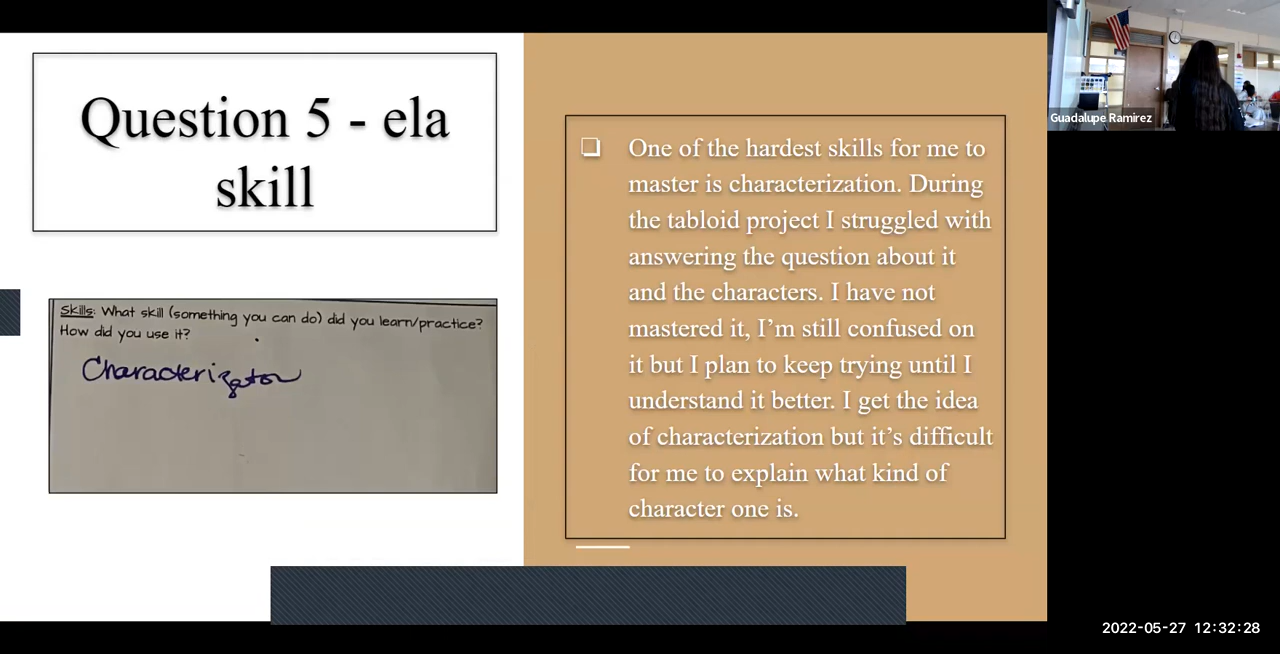 Question 5 - ela
skill
Skills: What skill (something you can do) did you learn/practice?
How did you use it?
Characterizaton
❏ One of the hardest skills for me to
master is characterization. During
the tabloid project I struggled with
answering the question about it
and the characters. I have not
mastered it, I’m still confused on
it but I plan to keep trying until I
understand it better. I get the idea
of characterization but it’s difficult
for me to explain what kind of
character one is.
Guadalupe Ramirez
2022-05-27 12:32:28